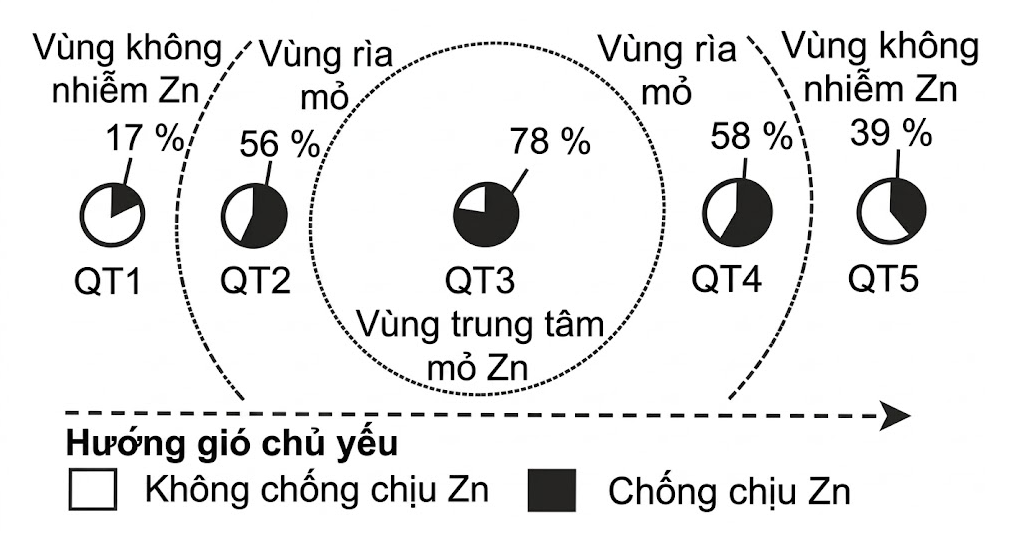 Vùng không
nhiễm Zn
Vùng rìa
mỏ
Vùng rìa
mỏ
Vùng không
nhiễm Zn
17 %
56 %
78 %
58 %
39 %
QT1
QT2
QT3
QT4
QT5
Vùng trung tâm
mỏ Zn
Hướng gió chủ yếu
Không chống chịu Zn
Chống chịu Zn